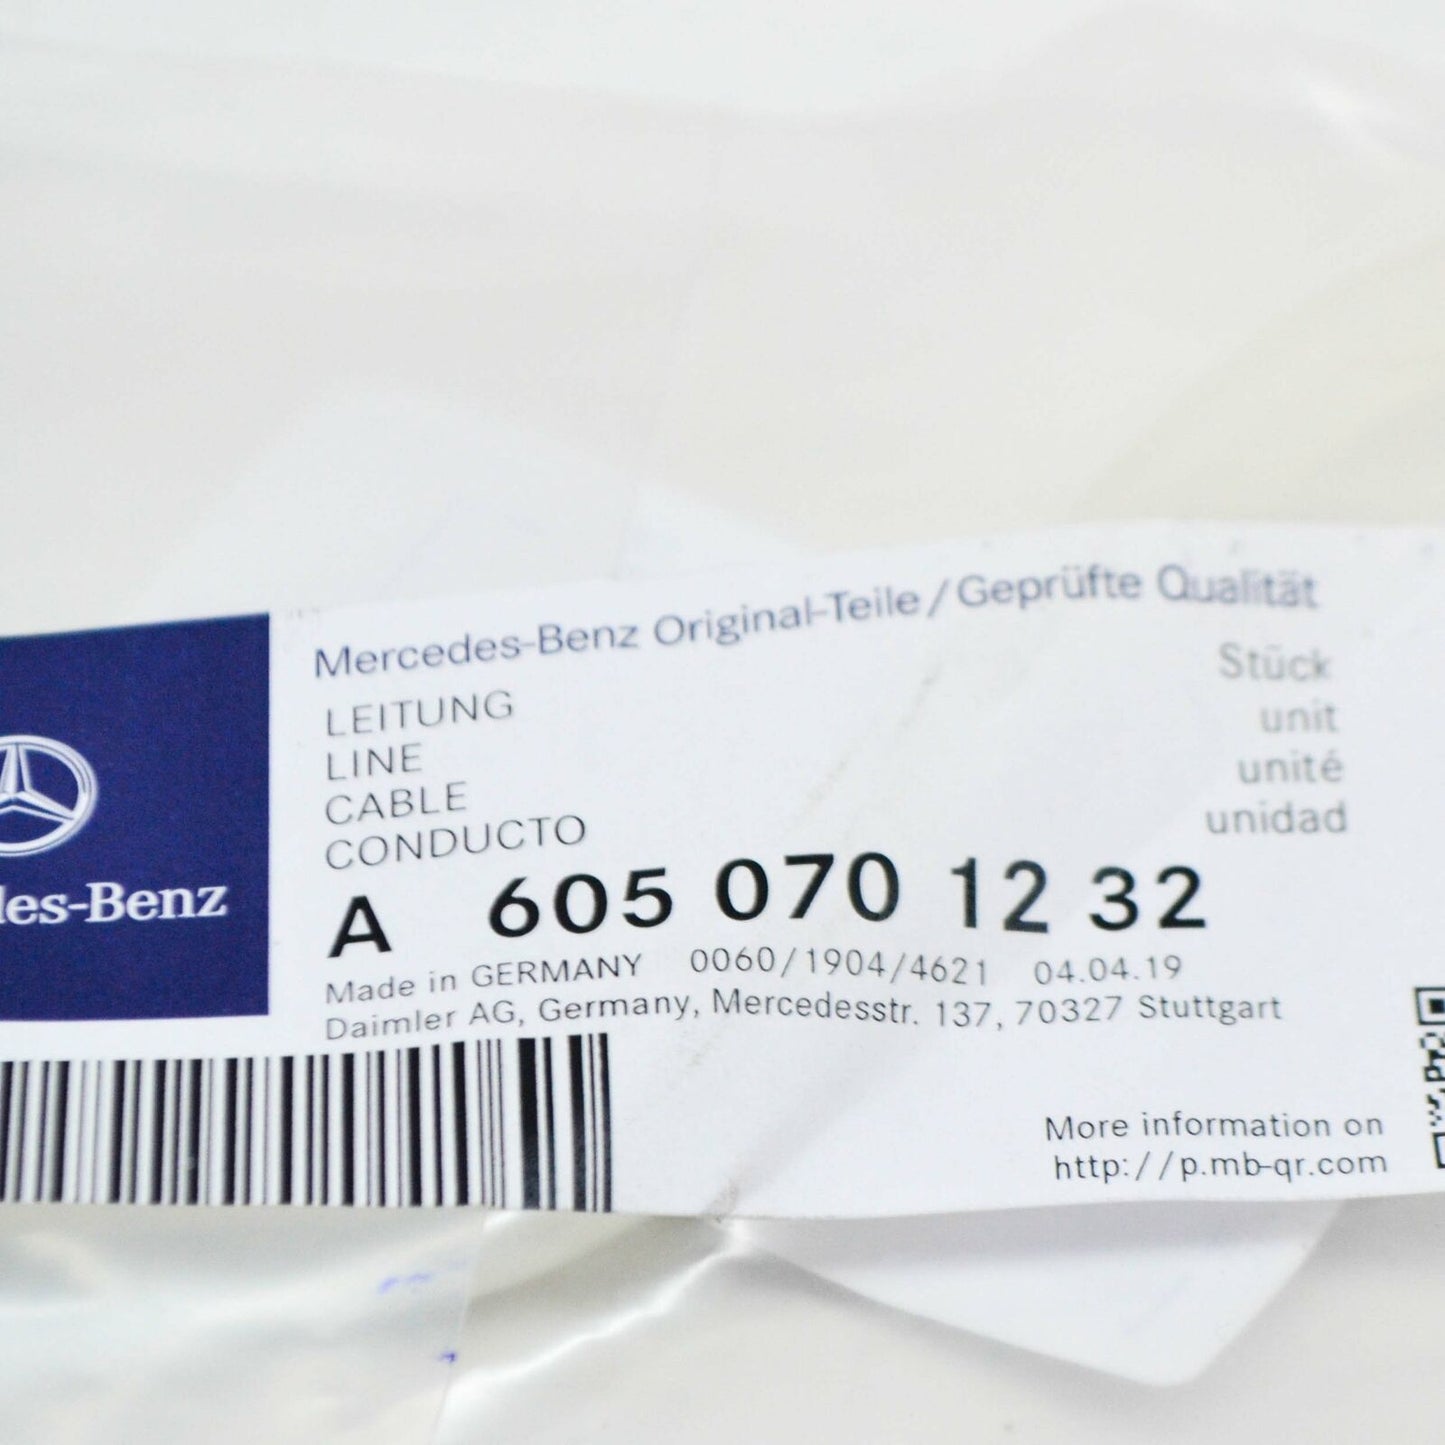 Mercedes-Benz Original-Teile/Geprüfte Qualität
LEITUNG
LINE
CABLE
CONDUCTO
Stück
unit
unité
unidad
des-Benz
A 605 070 12 32
Made in GERMANY 0060/1904/4621 04.04.19
Daimler AG, Germany, Mercedesstr. 137, 70327 Stuttgart
More information on
http://p.mb-qr.com